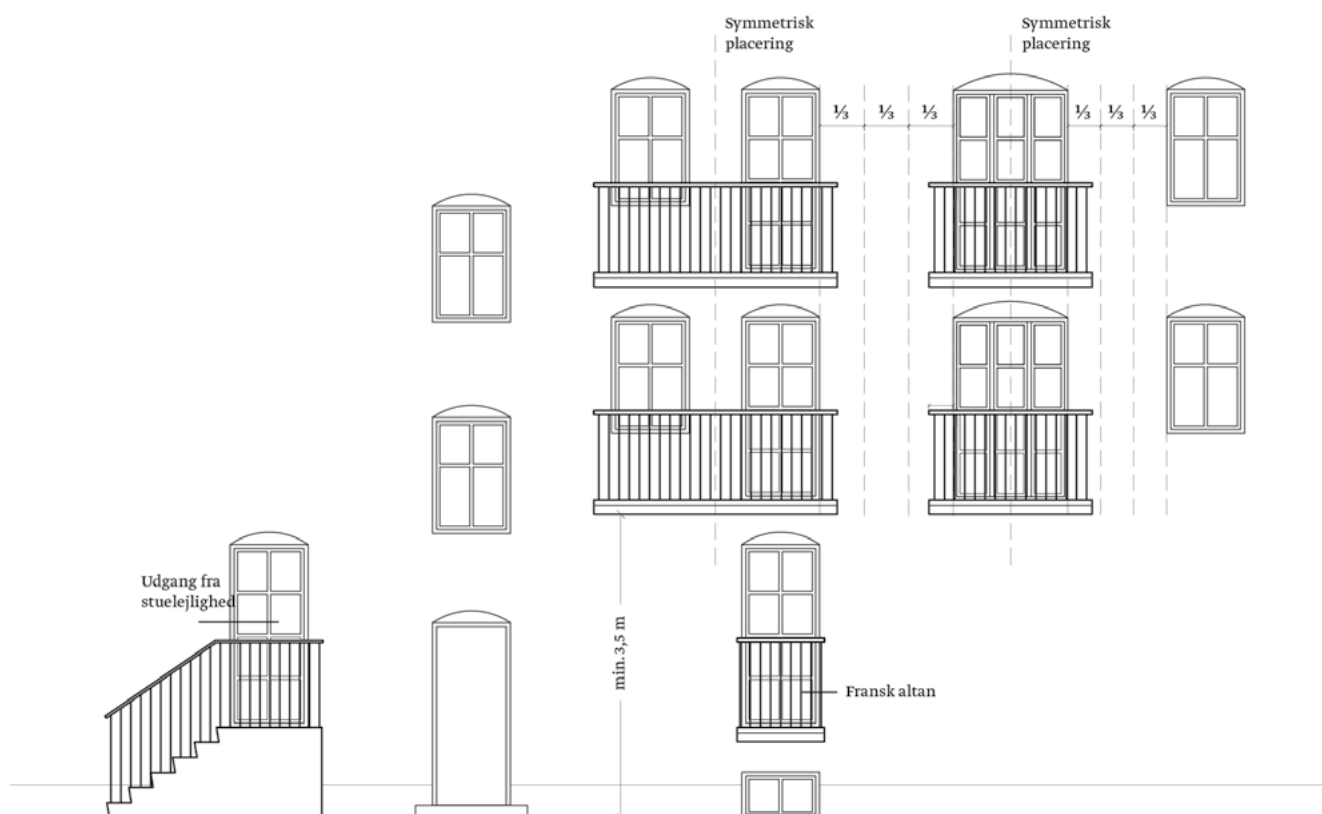 Symmetrisk
placering
Symmetrisk
placering
⅓ ⅓ ⅓ ⅓ ⅓ ⅓
Udgang fra
stuelejlighed
min. 3,5 m
Fransk altan